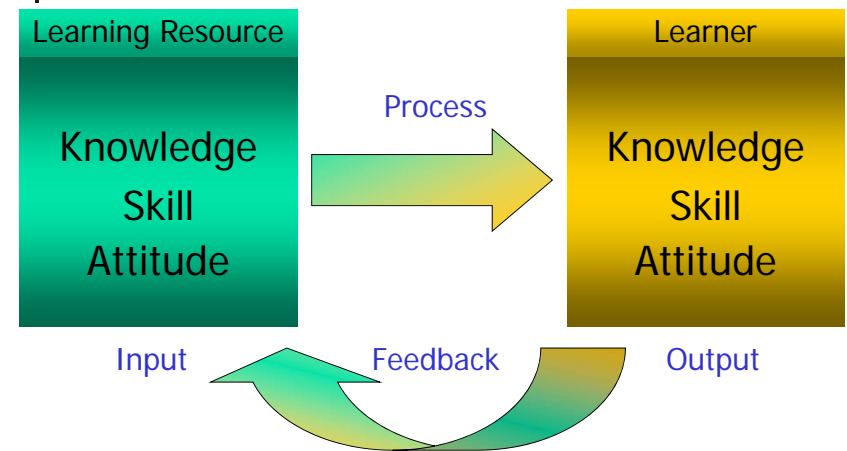 Learning Resource
Learner
Process
Knowledge
Skill
Attitude
Knowledge
Skill
Attitude
Input
Feedback
Output